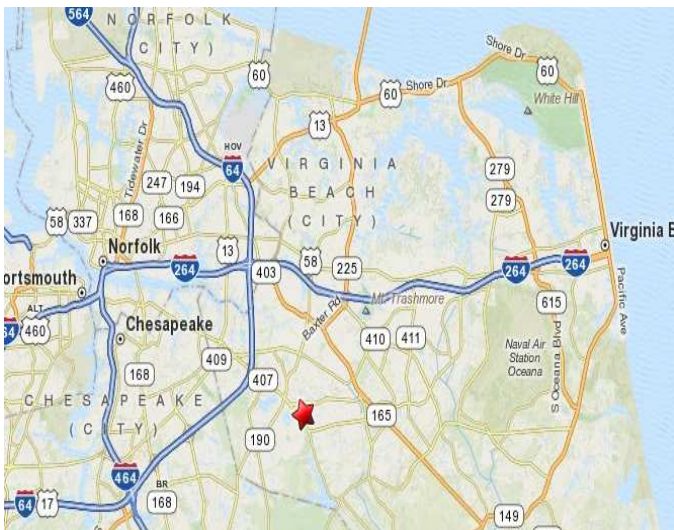 564
NORFOLK
(CITY)
60
460
Shore Dr
60
60
Shore Dr
White Hill
13
HOV
64
Tidewater Dr
VIRGINIA
BEACH
(CITY)
247
194
168
166
279
279
58
337
Norfolk
13
264
403
58
225
264
264
Virginia B
ortsmouth
ALT
64
460
Mt Trashmore
Baxter Rd
Pacific Ave
615
Chesapeake
410
411
Naval Air
Station
Oceana
S Oceana Blvd
168
409
407
CHESAPEAKE
(CITY)
165
190
464
BR
168
64
17
149